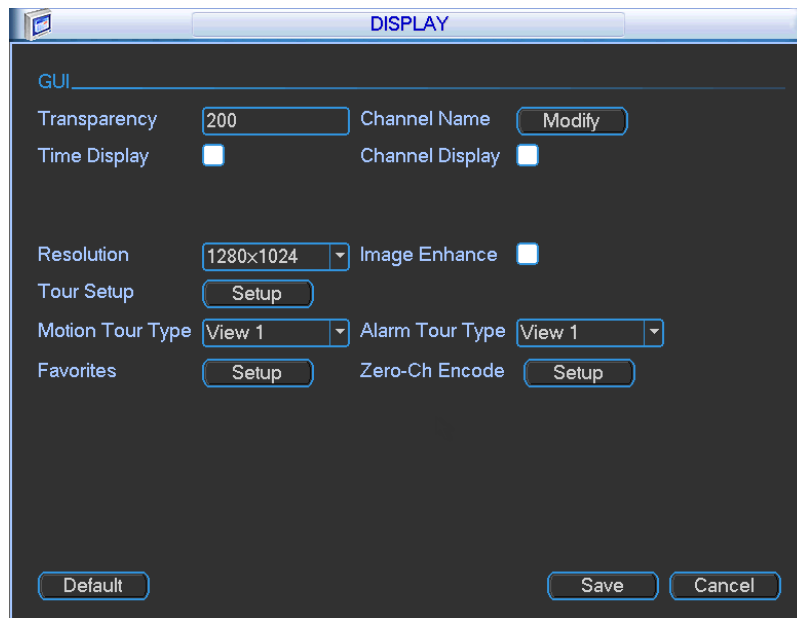 DISPLAY
GUI
Transparency 200 Channel Name Modify
Time Display Channel Display
Resolution 1280×1024 Image Enhance
Tour Setup Setup
Motion Tour Type View 1 Alarm Tour Type View 1
Favorites Setup Zero-Ch Encode Setup
Default Save Cancel